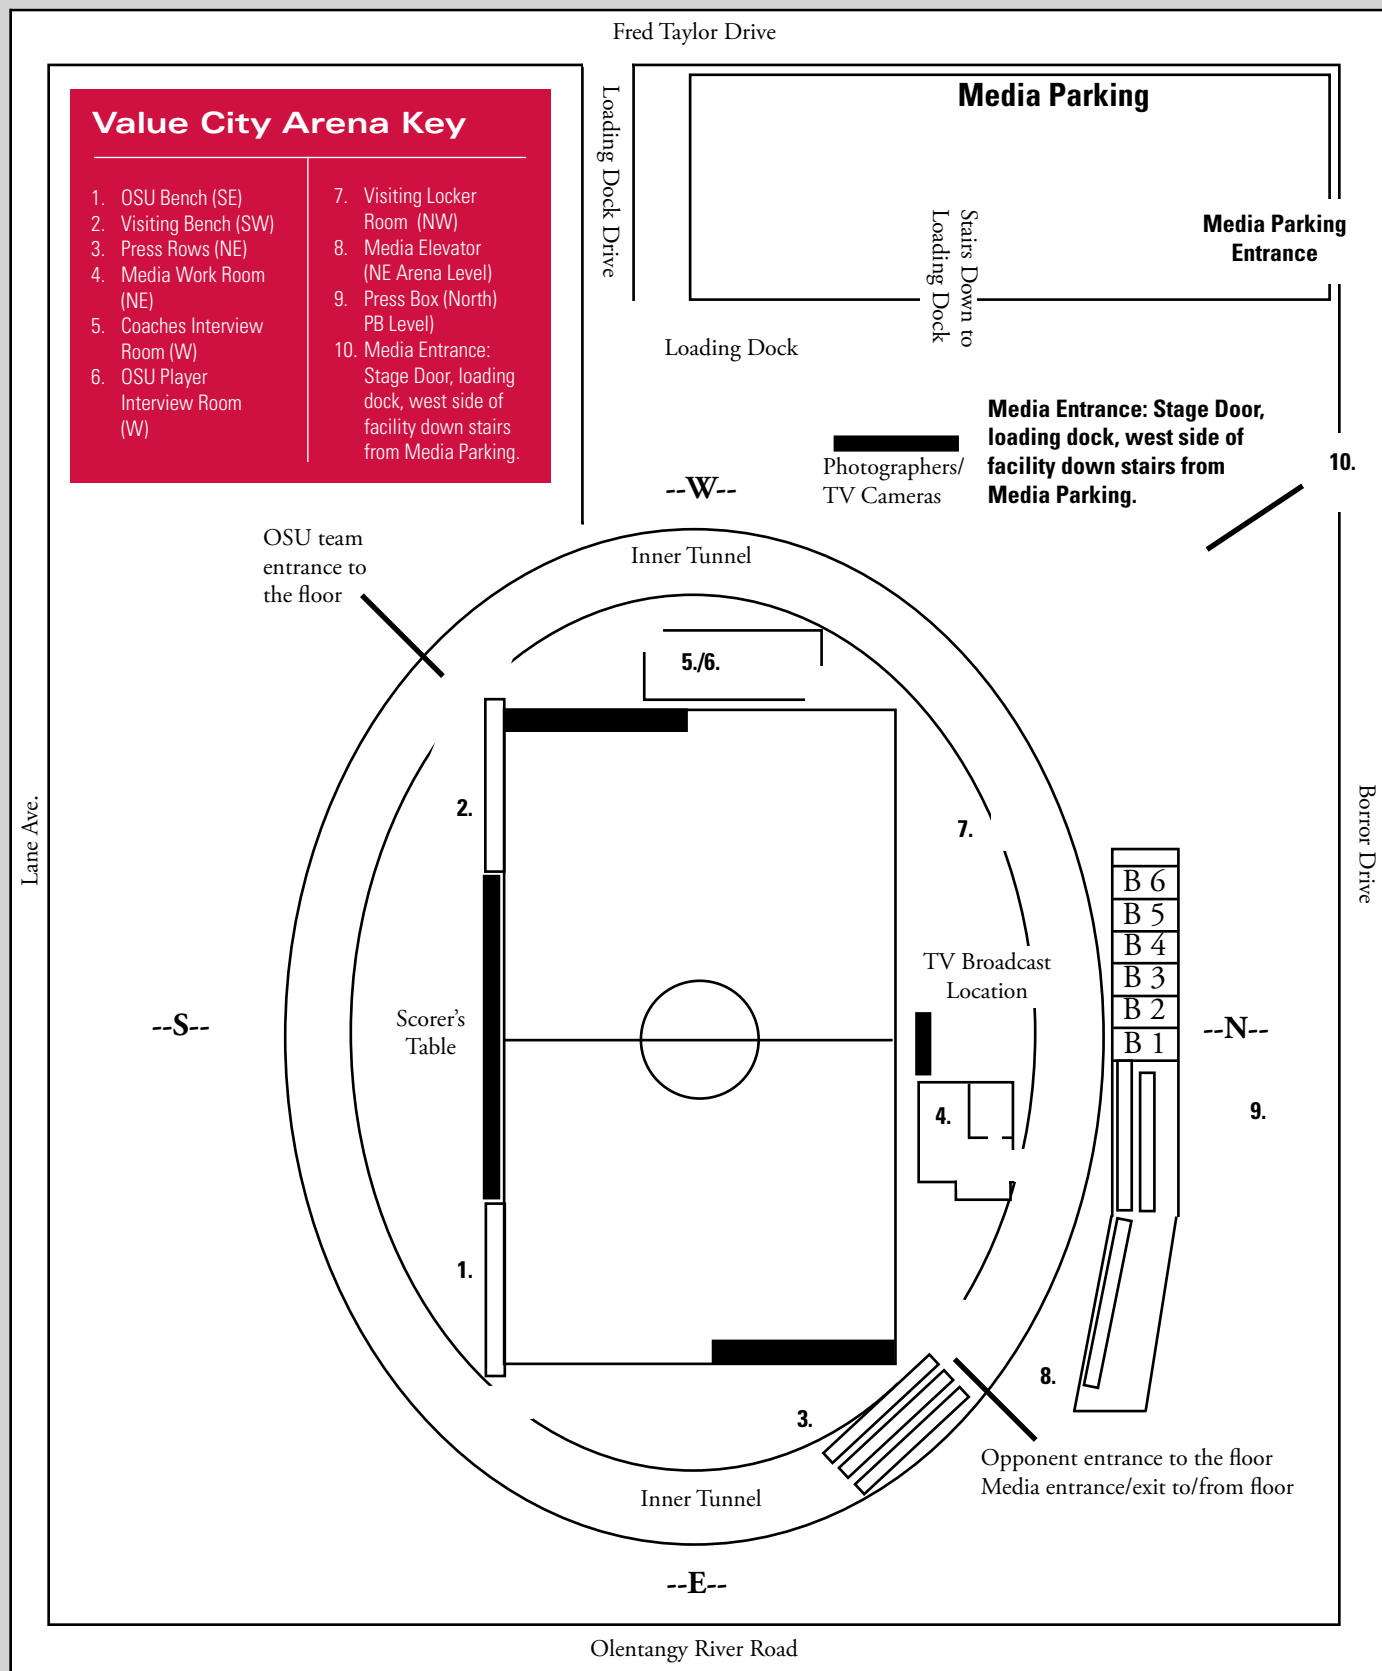 Fred Taylor Drive
Value City Arena Key
1. OSU Bench (SE)
2. Visiting Bench (SW)
3. Press Rows (NE)
4. Media Work Room
(NE)
5. Coaches Interview
Room (W)
6. OSU Player
Interview Room
(W)
7. Visiting Locker
Room (NW)
8. Media Elevator
(NE Arena Level)
9. Press Box (North)
PB Level)
10. Media Entrance:
Stage Door, loading
dock, west side of
facility down stairs
from Media Parking.
Loading Dock Drive
Media Parking
Media Parking
Entrance
Stairs Down to
Loading Dock
Loading Dock
Media Entrance: Stage Door,
loading dock, west side of
facility down stairs from
Media Parking.
10.
Photographers/
TV Cameras
--W--
OSU team
entrance to
the floor
Inner Tunnel
5./6.
2.
7.
Lane Ave.
Borror Drive
B 6
B 5
B 4
B 3
B 2
B 1
TV Broadcast
Location
--S--
Scorer's
Table
--N--
4.
9.
1.
8.
3.
Opponent entrance to the floor
Media entrance/exit to/from floor
Inner Tunnel
--E--
Olentangy River Road